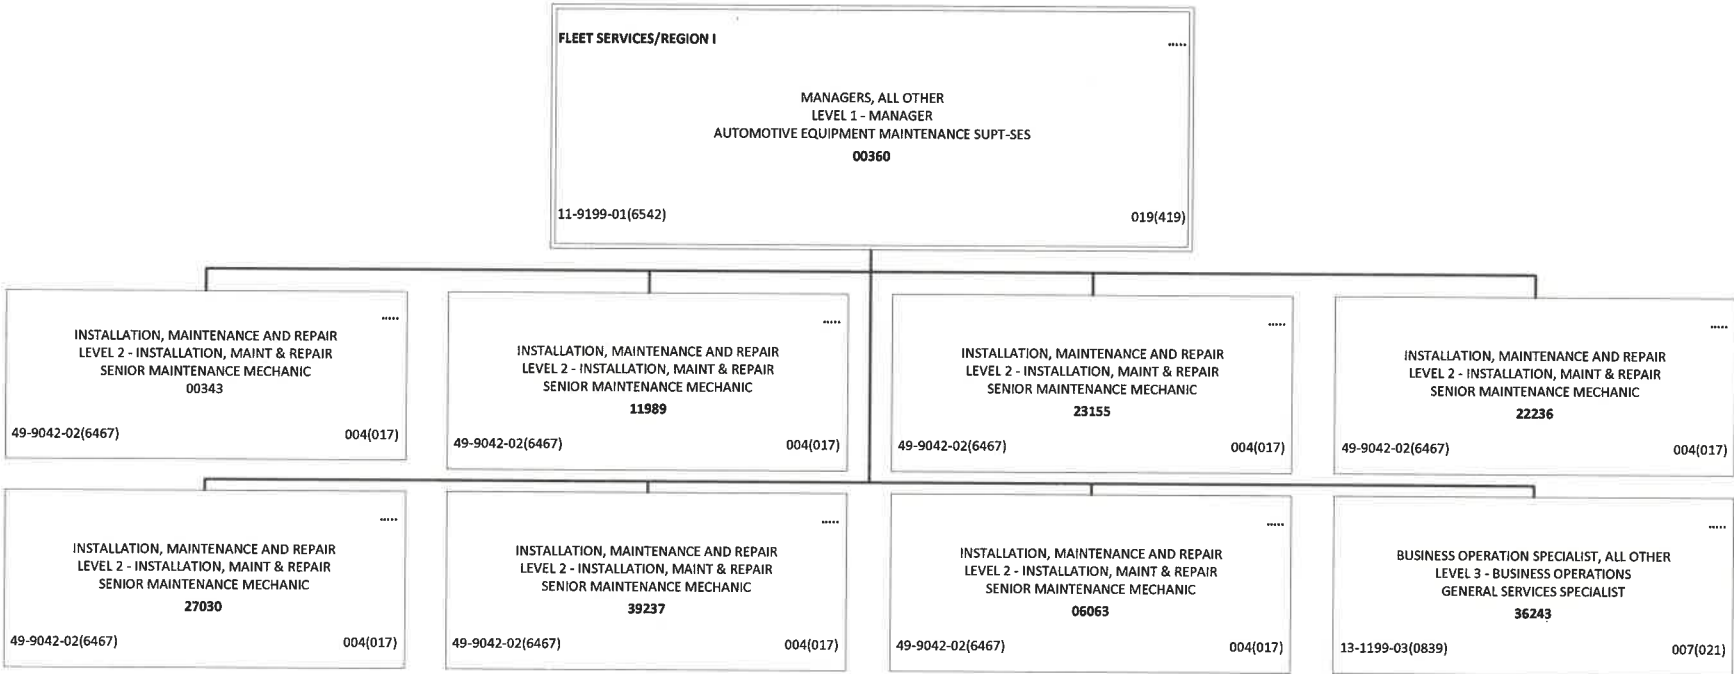 FLEET SERVICES/REGION I
.....
MANAGERS, ALL OTHER
LEVEL 1 - MANAGER
AUTOMOTIVE EQUIPMENT MAINTENANCE SUPT-SES
00360
11-9199-01(6542)
019(419)
.....
INSTALLATION, MAINTENANCE AND REPAIR
LEVEL 2 - INSTALLATION, MAINT & REPAIR
SENIOR MAINTENANCE MECHANIC
00343
49-9042-02(6467)
004(017)
.....
INSTALLATION, MAINTENANCE AND REPAIR
LEVEL 2 - INSTALLATION, MAINT & REPAIR
SENIOR MAINTENANCE MECHANIC
11989
49-9042-02(6467)
004(017)
.....
INSTALLATION, MAINTENANCE AND REPAIR
LEVEL 2 - INSTALLATION, MAINT & REPAIR
SENIOR MAINTENANCE MECHANIC
23155
49-9042-02(6467)
004(017)
.....
INSTALLATION, MAINTENANCE AND REPAIR
LEVEL 2 - INSTALLATION, MAINT & REPAIR
SENIOR MAINTENANCE MECHANIC
22236
49-9042-02(6467)
004(017)
.....
INSTALLATION, MAINTENANCE AND REPAIR
LEVEL 2 - INSTALLATION, MAINT & REPAIR
SENIOR MAINTENANCE MECHANIC
27030
49-9042-02(6467)
004(017)
.....
INSTALLATION, MAINTENANCE AND REPAIR
LEVEL 2 - INSTALLATION, MAINT & REPAIR
SENIOR MAINTENANCE MECHANIC
39237
49-9042-02(6467)
004(017)
.....
INSTALLATION, MAINTENANCE AND REPAIR
LEVEL 2 - INSTALLATION, MAINT & REPAIR
SENIOR MAINTENANCE MECHANIC
06063
49-9042-02(6467)
004(017)
.....
BUSINESS OPERATION SPECIALIST, ALL OTHER
LEVEL 3 - BUSINESS OPERATIONS
GENERAL SERVICES SPECIALIST
36243
13-1199-03(0839)
007(021)